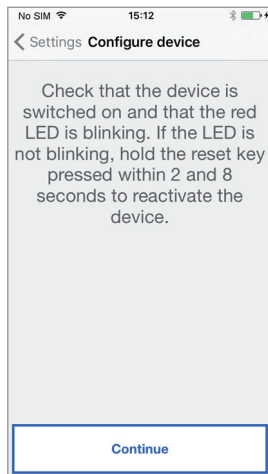 No SIM 15:12
Settings Configure device
Check that the device is
switched on and that the red
LED is blinking. If the LED is
not blinking, hold the reset key
pressed within 2 and 8
seconds to reactivate the
device.
Continue